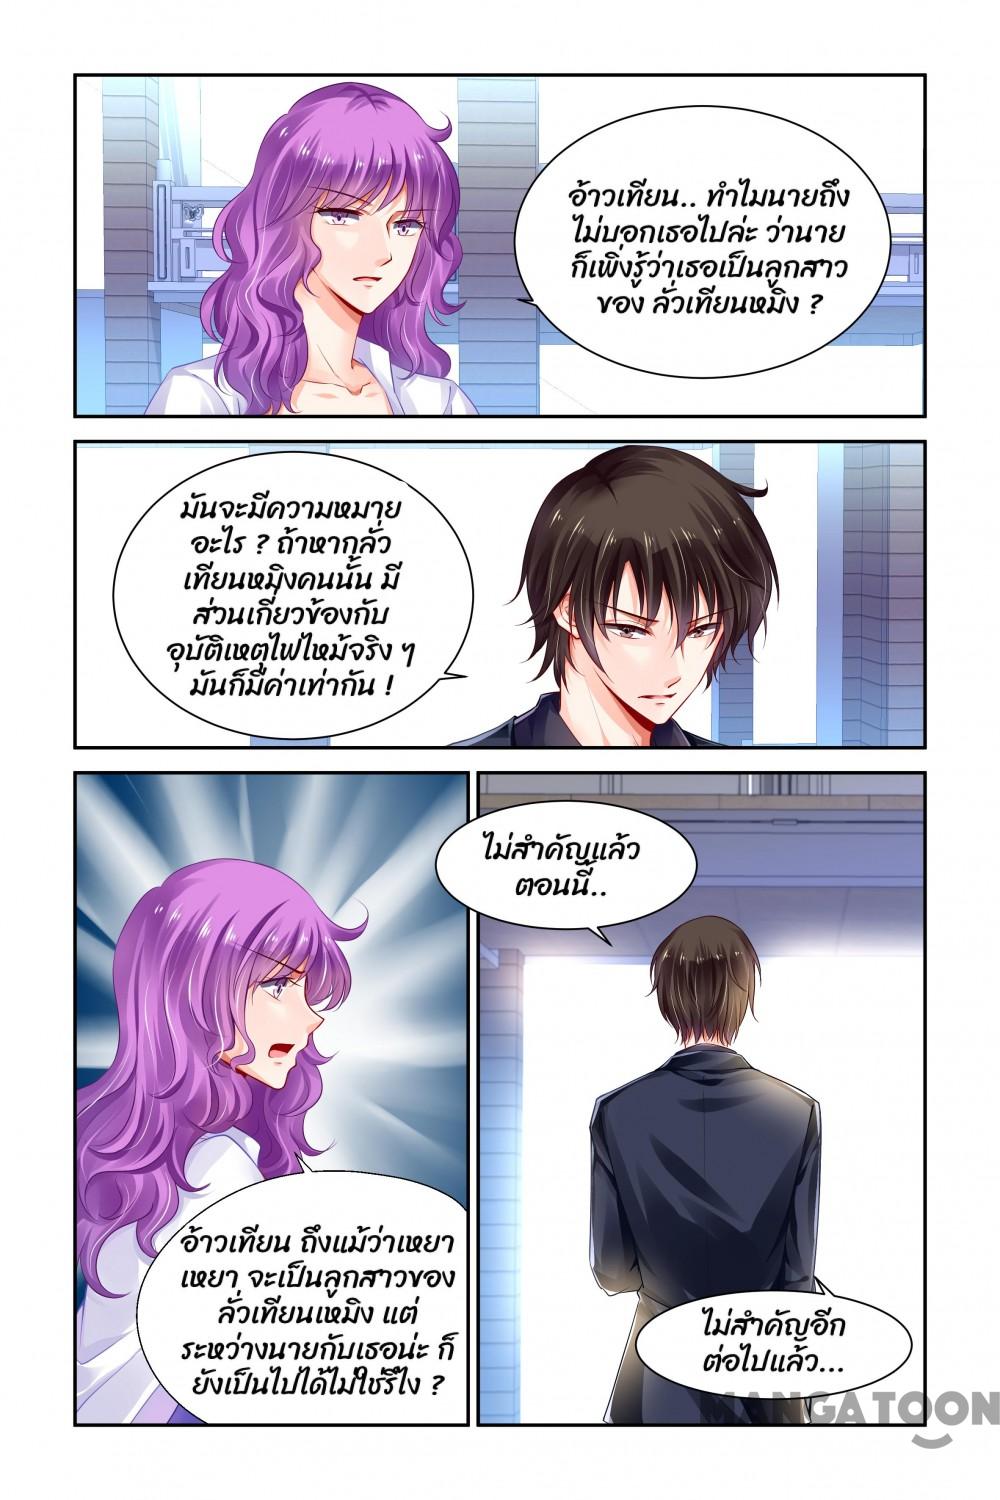 อ้าวเทียน.. ทำไมนายถึง
ไม่บอกเธอไปล่ะ ว่านาย
ก็เพิ่งรู้ว่าเธอเป็นลูกสาว
ของ ลั่วเทียนหมิง ?
มันจะมีความหมาย
อะไร ? ถ้าหากลั่ว
เทียนหมิงคนนั้น มี
ส่วนเกี่ยวข้องกับ
อุบัติเหตุไฟไหม้จริง ๆ
มันก็มีค่าเท่ากัน !
ไม่สำคัญแล้ว
ตอนนี้..
อ้าวเทียน ถึงแม้ว่าเหยา
เหยา จะเป็นลูกสาวของ
ลั่วเทียนเหมิง แต่
ระหว่างนายกับเธอน่ะ ก็
ยังเป็นไปได้ไม่ใช่รึไง ?
ไม่สำคัญอีก
ต่อไปแล้ว...
MANGATOON